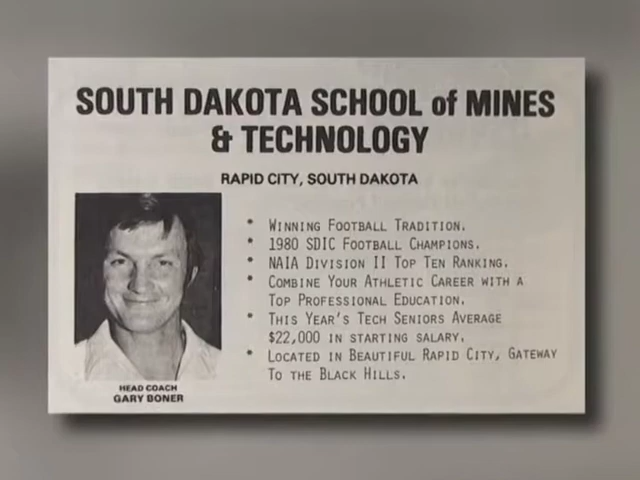 SOUTH DAKOTA SCHOOL of MINES
& TECHNOLOGY
RAPID CITY, SOUTH DAKOTA
• WINNING FOOTBALL TRADITION.
• 1980 SDIC FOOTBALL CHAMPIONS.
• NAIA DIVISION II TOP TEN RANKING.
• COMBINE YOUR ATHLETIC CAREER WITH A
TOP PROFESSIONAL EDUCATION.
• THIS YEAR'S TECH SENIORS AVERAGE
$22,000 IN STARTING SALARY.
• LOCATED IN BEAUTIFUL RAPID CITY, GATEWAY
TO THE BLACK HILLS.
HEAD COACH
GARY BONER